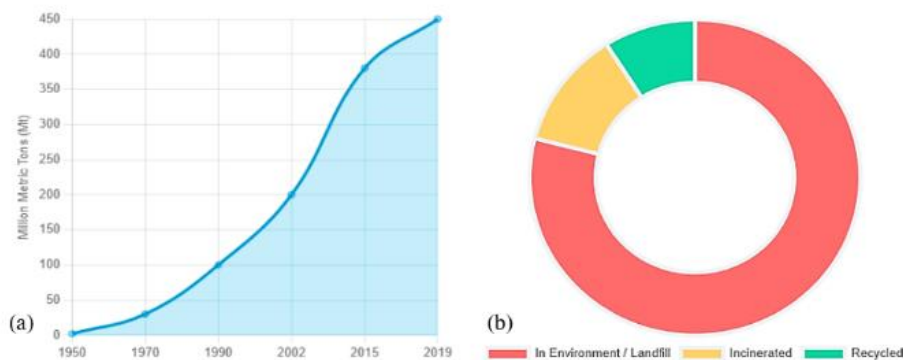 450
400
350
300
250
200
150
100
50
0
Million Metric Tons (Mt)
1950 1970 1990 2002 2015 2019
(a)
(b)
In Environment / Landfill Incinerated Recycled